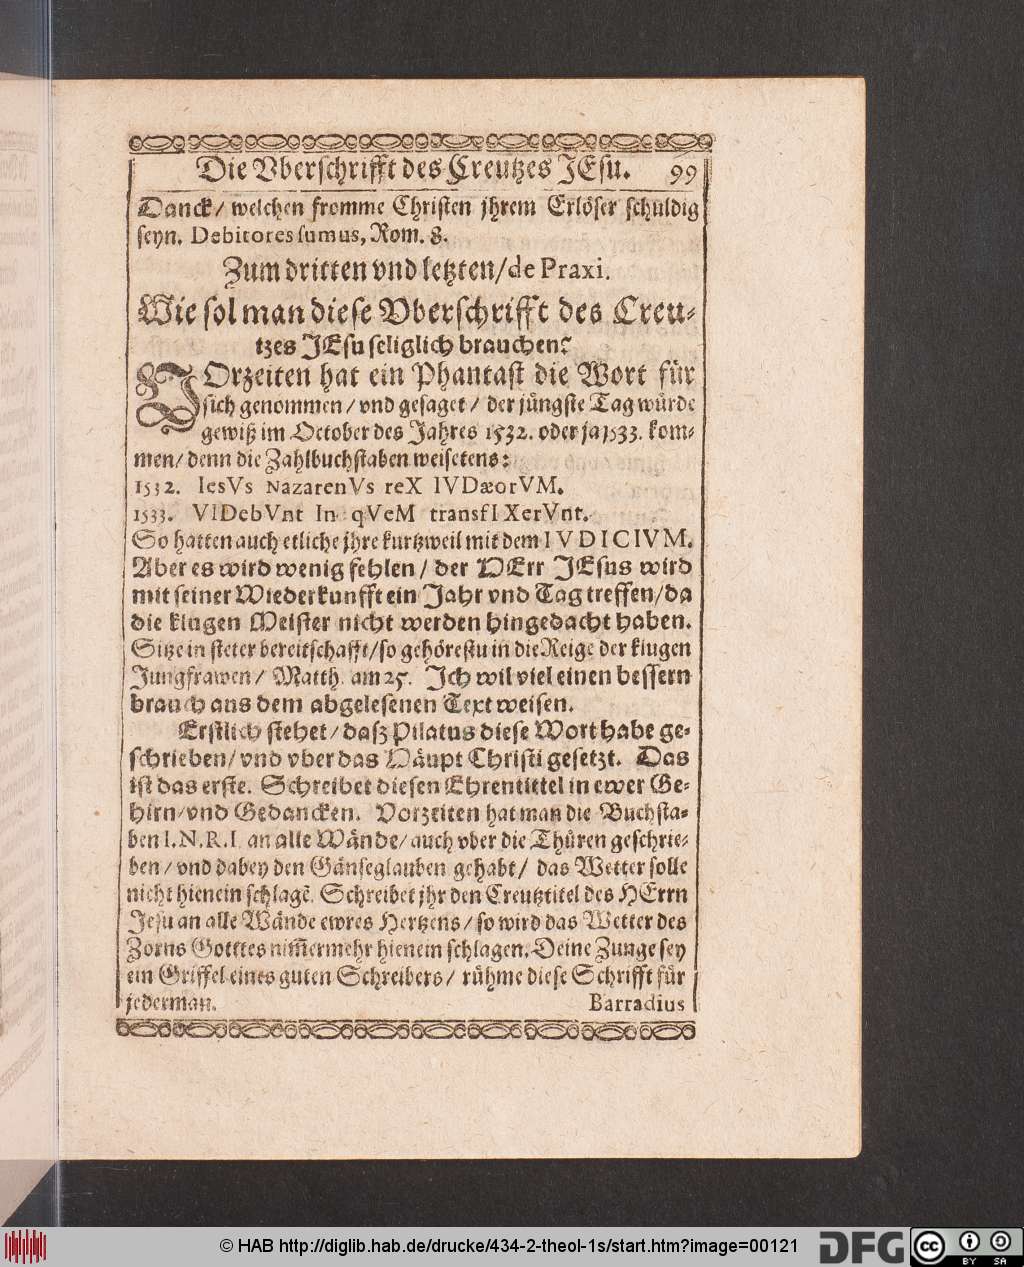 Die Vberschrifft des Creutzes JEsu. 99
Danck / welchen fromme Christen jhrem Erlöser schuldig
seyn. Debitores sumus, Rom. 8.
Zum dritten vnd letzten / de Praxi.
Wie sol man diese Vberschrifft des Creu-
tzes JEsu seliglich brauchen?
VOrzeiten hat ein Phantast die Wort für
sich genommen / vnd gesaget / der jüngste Tag würde
gewiß im October des Jahres 1532. oder ja 1533. kom-
men / denn die Zahlbuchstaben weisetens:
1532. IesVs NazarenVs reX IVDæorVM.
1533. VIDebVnt In qVeM transfIXerVnt.
So hatten auch etliche jhre kurtzweil mit dem IVDICIVM.
Aber es wird wenig fehlen / der HErr JEsus wird
mit seiner Wiederkunfft ein Jahr vnd Tag treffen / da
die klugen Meister nicht werden hingedacht haben.
Sitze in steter bereitschafft / so gehörestu in die Reige der klugen
Jungfrawen / Matth. am 25. Jch wil viel einen bessern
brauch aus dem abgelesenen Text weisen.
Erstlich stehet / daß Pilatus diese Wort habe ge-
schrieben / vnd vber das Häupt Christi gesetzt. Das
ist das erste. Schreibet diesen Ehrentittel in ewer Ge-
hirn / vnd Gedancken. Vorzeiten hat man die Buchsta-
ben I.N.R.I. an alle Wände / auch vber die Thüren geschrie-
ben / vnd dabey den Gänseglauben gehabt / das Wetter solle
nicht hienein schlagẽ. Schreibet jhr den Creutztitel des HErrn
Jesu an alle Wände ewres Hertzens / so wird das Wetter des
Zorns Gotttes nim̃ermehr hienein schlagen. Deine Zunge sey
ein Griffel eines guten Schreibers / rühme diese Schrifft für
jederman. Barradius
© HAB http://diglib.hab.de/drucke/434-2-theol-1s/start.htm?image=00121
DFG
cc
BY SA